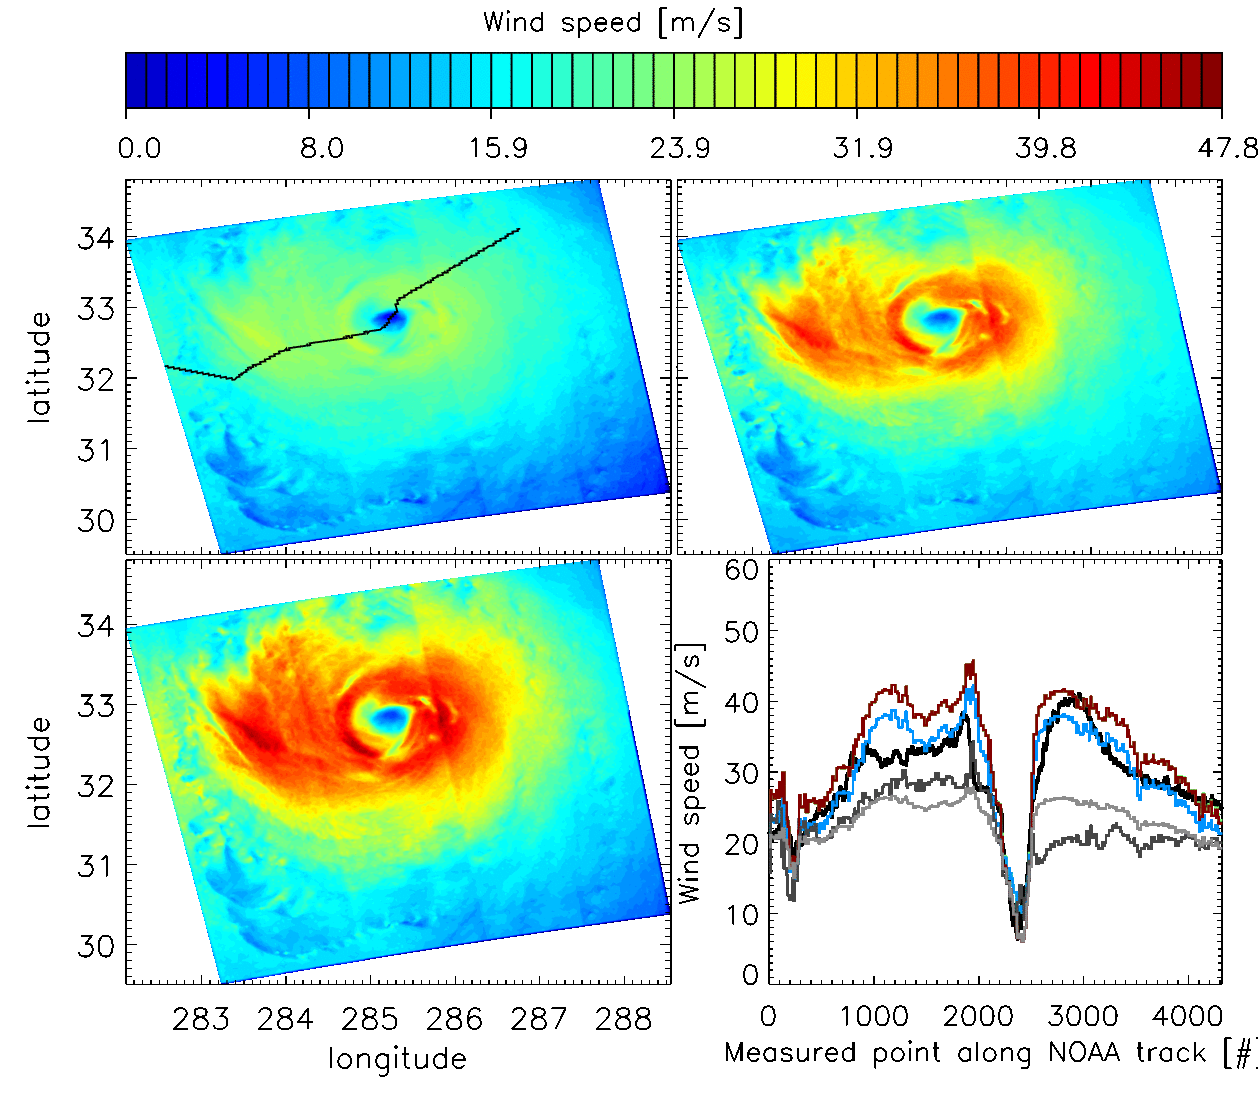 Wind speed [m/s]
0.0 8.0 15.9 23.9 31.9 39.8 47.8
latitude
34
33
32
31
30
latitude
34
33
32
31
30
283 284 285 286 287 288
longitude
Wind speed [m/s]
60
50
40
30
20
10
0
0 1000 2000 3000 4000
Measured point along NOAA track [#]